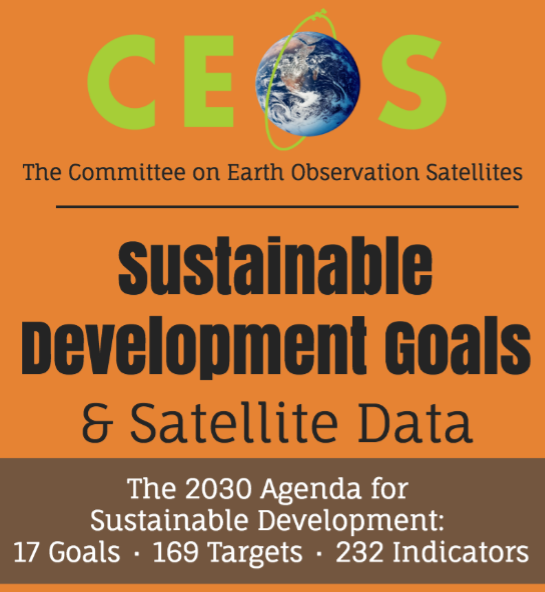 CEOS
The Committee on Earth Observation Satellites
Sustainable
Development Goals
& Satellite Data
The 2030 Agenda for
Sustainable Development:
17 Goals · 169 Targets · 232 Indicators